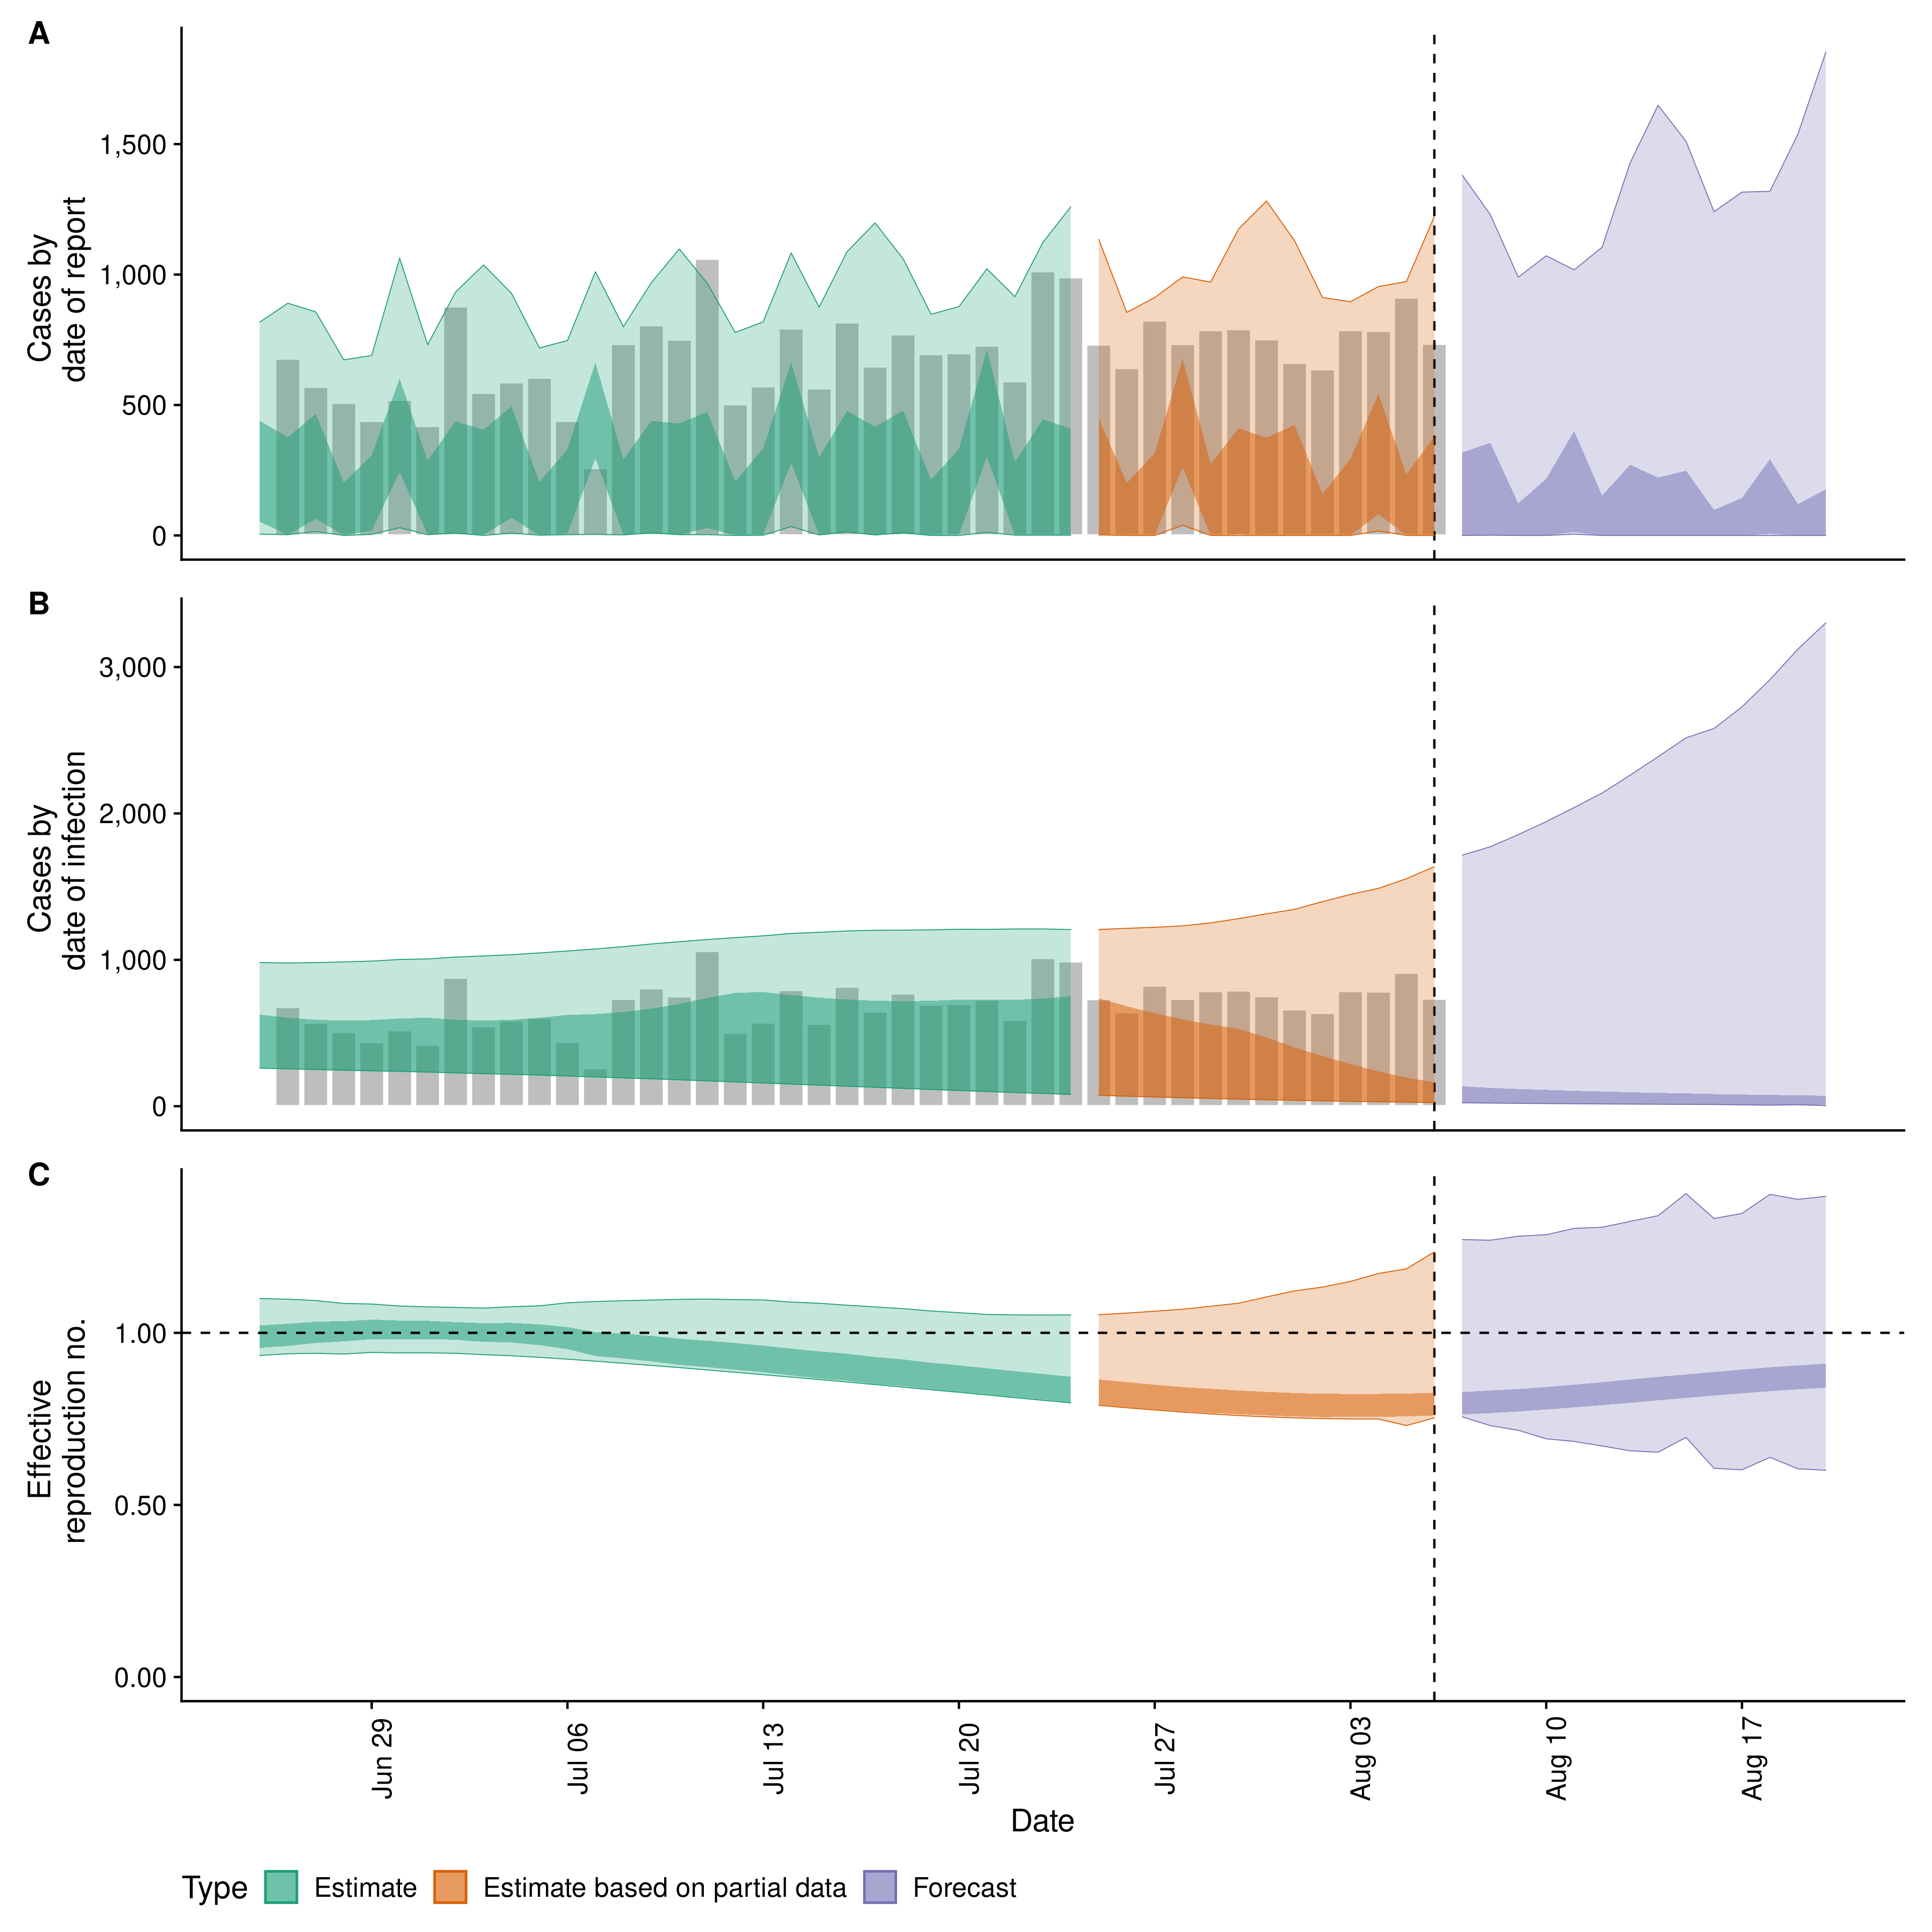 A
1,500
1,000
500
0
Cases by
date of report
B
3,000
2,000
1,000
0
Cases by
date of infection
C
1.00
0.50
0.00
Effective
reproduction no.
Jun 29
Jul 06
Jul 13
Jul 20
Jul 27
Aug 03
Aug 10
Aug 17
Date
Type Estimate Estimate based on partial data Forecast